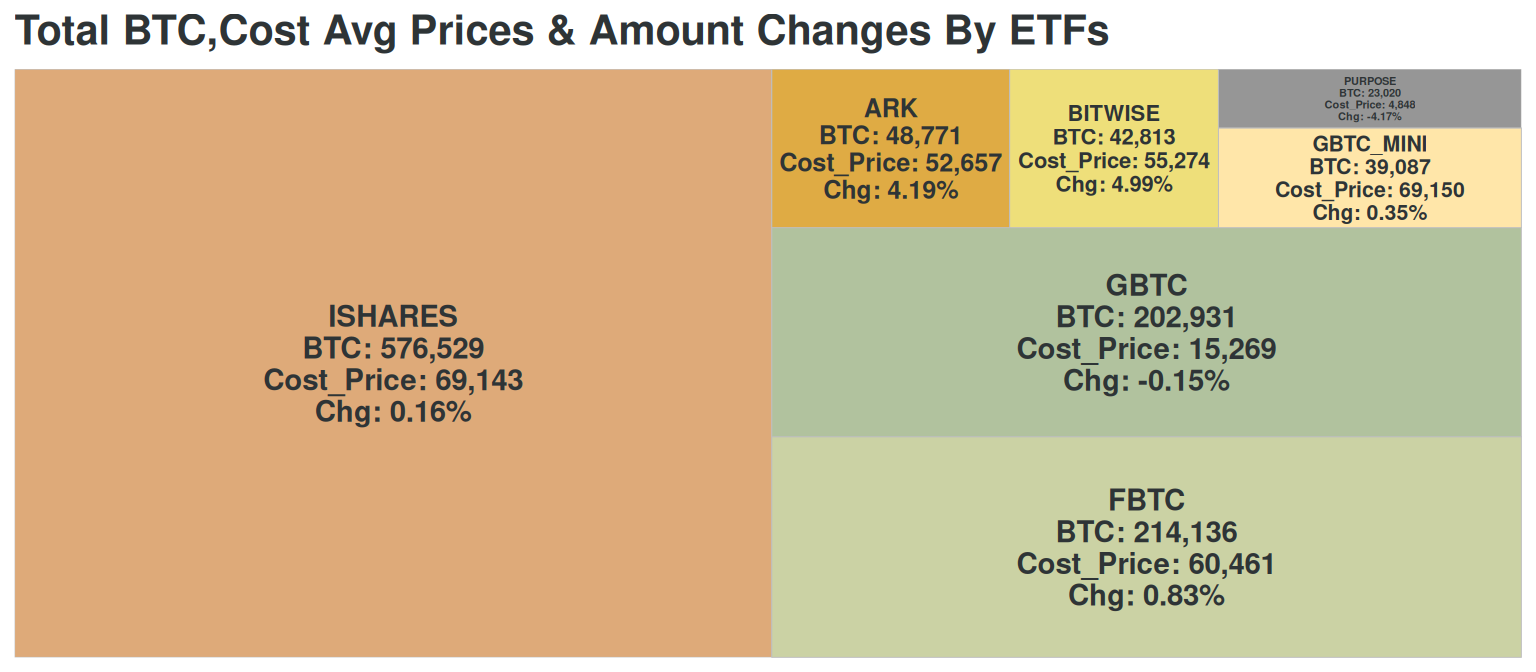 Total BTC,Cost Avg Prices & Amount Changes By ETFs
ISHARES
BTC: 576,529
Cost_Price: 69,143
Chg: 0.16%
ARK
BTC: 48,771
Cost_Price: 52,657
Chg: 4.19%
BITWISE
BTC: 42,813
Cost_Price: 55,274
Chg: 4.99%
PURPOSE
BTC: 23,020
Cost_Price: 4,848
Chg: -4.17%
GBTC_MINI
BTC: 39,087
Cost_Price: 69,150
Chg: 0.35%
GBTC
BTC: 202,931
Cost_Price: 15,269
Chg: -0.15%
FBTC
BTC: 214,136
Cost_Price: 60,461
Chg: 0.83%